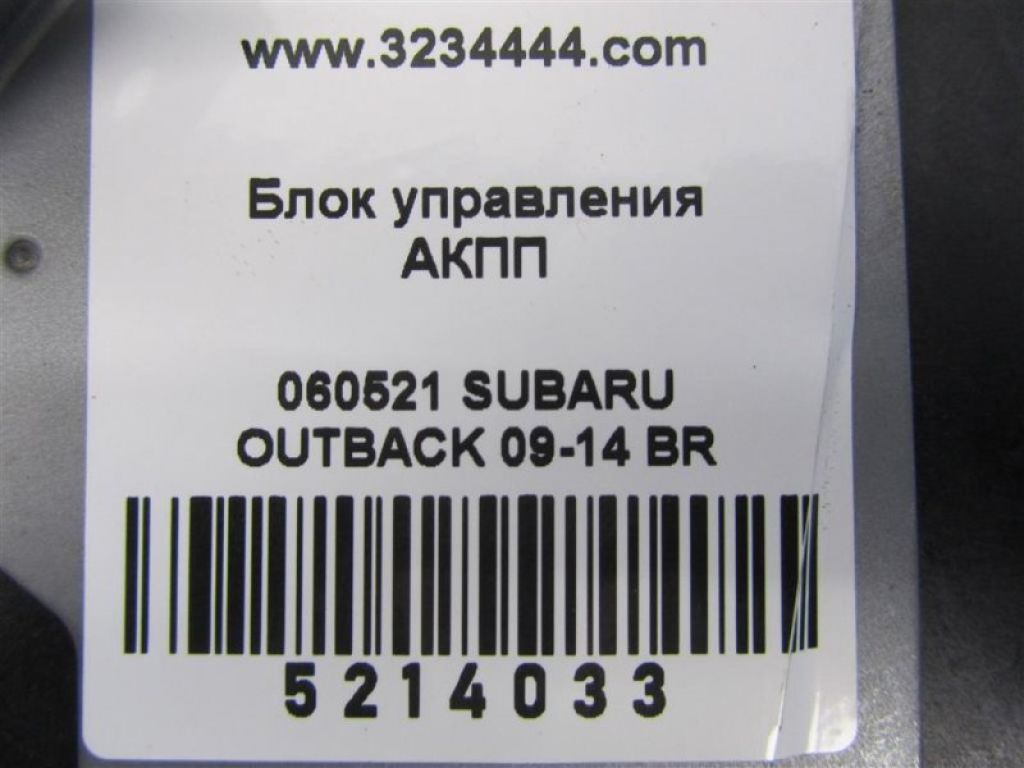 www.3234444.com
Блок управления
АКПП
060521 SUBARU
OUTBACK 09-14 BR
5214033